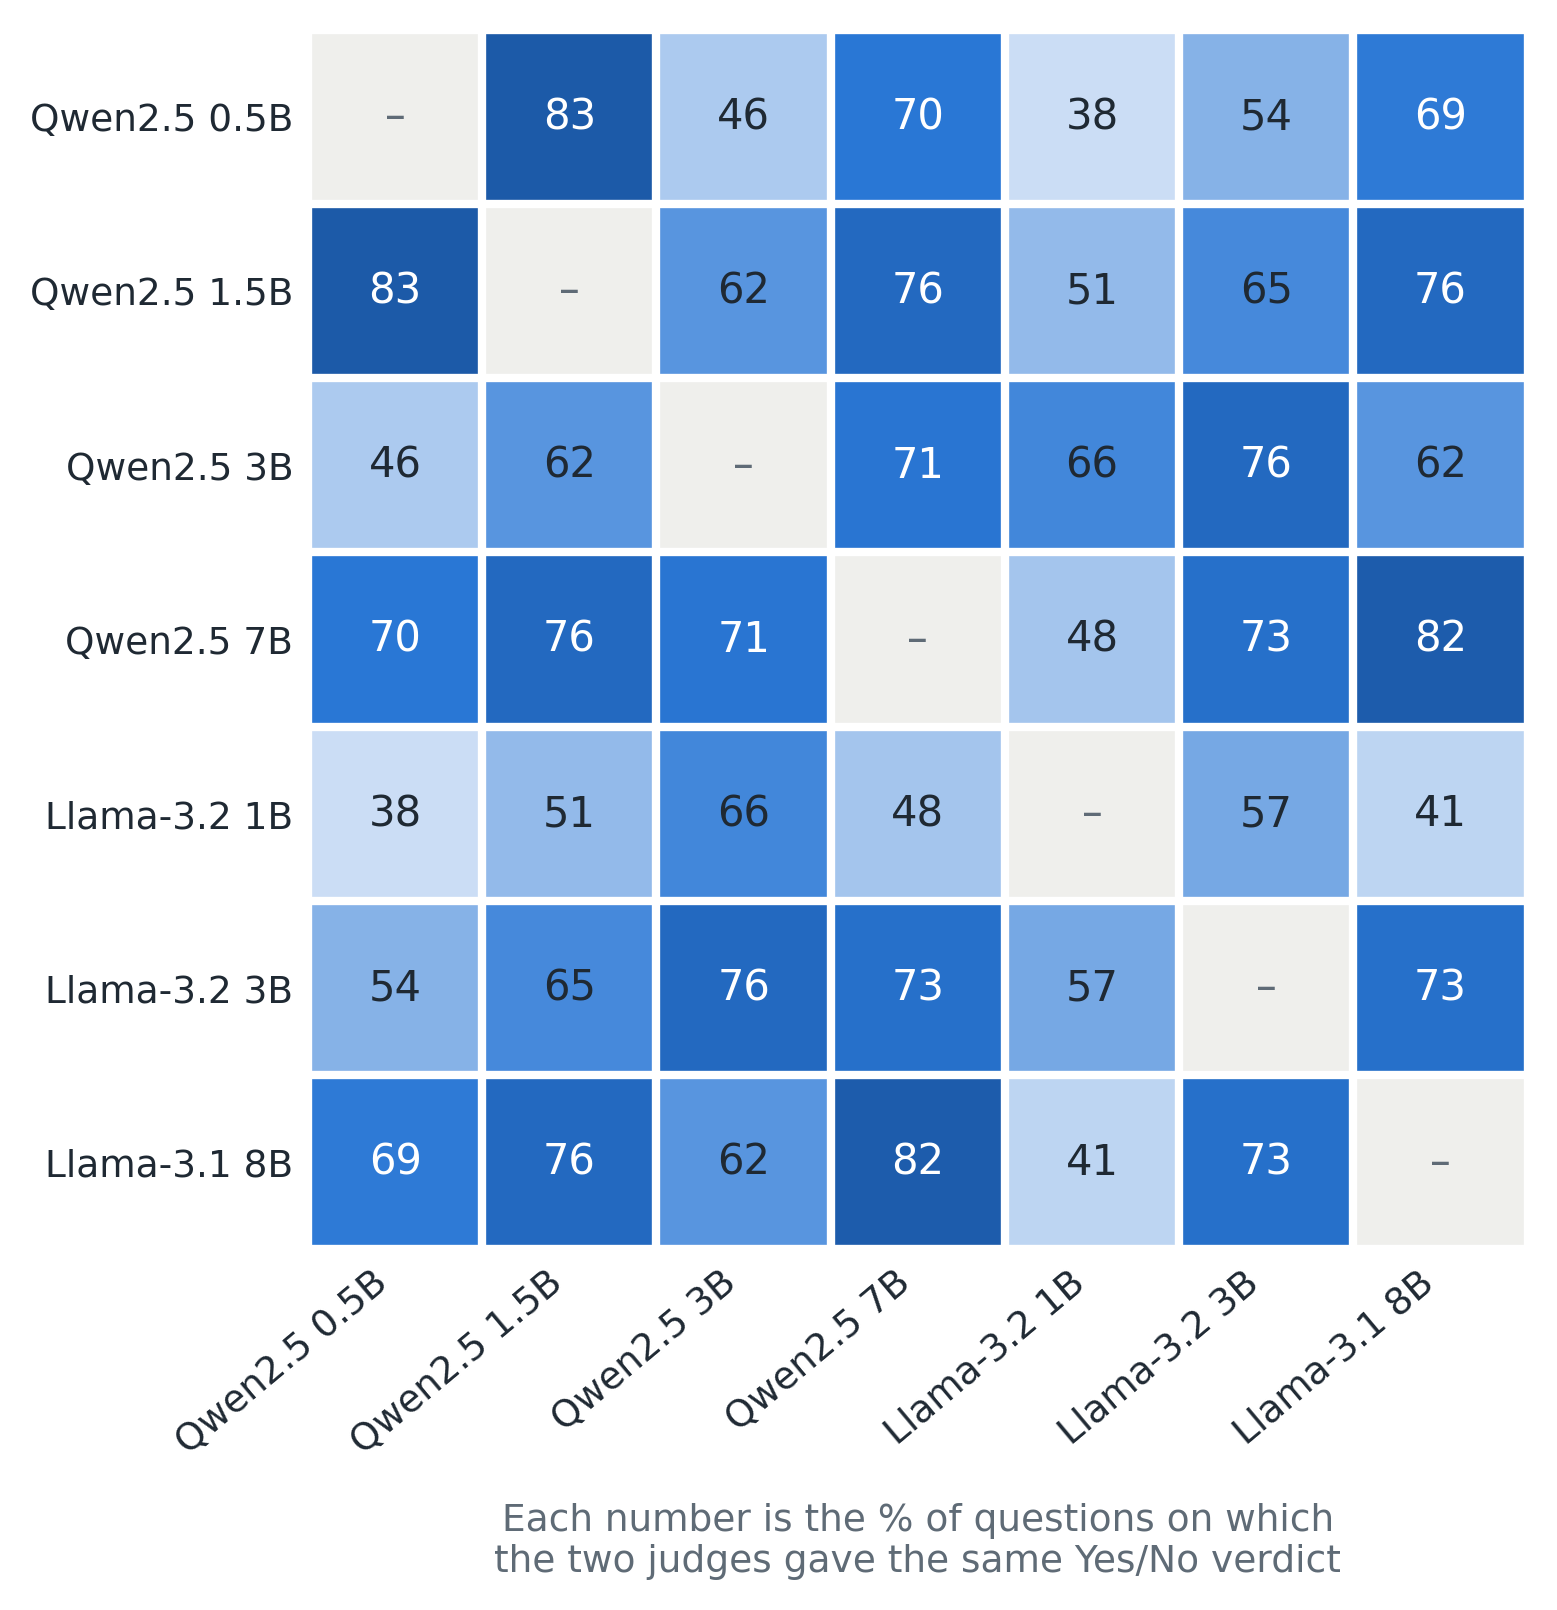 Qwen2.5 0.5B – 83 46 70 38 54 69
Qwen2.5 1.5B 83 – 62 76 51 65 76
Qwen2.5 3B 46 62 – 71 66 76 62
Qwen2.5 7B 70 76 71 – 48 73 82
Llama-3.2 1B 38 51 66 48 – 57 41
Llama-3.2 3B 54 65 76 73 57 – 73
Llama-3.1 8B 69 76 62 82 41 73 –
Qwen2.5 0.5B
Qwen2.5 1.5B
Qwen2.5 3B
Qwen2.5 7B
Llama-3.2 1B
Llama-3.2 3B
Llama-3.1 8B
Each number is the % of questions on which
the two judges gave the same Yes/No verdict